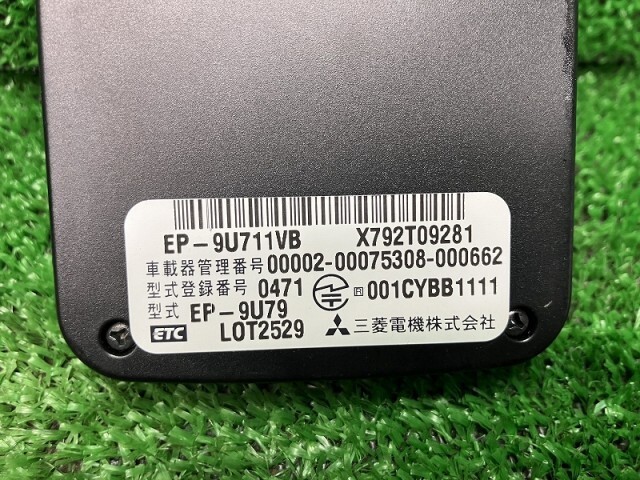 EP-9U711VB X792T09281
車載器管理番号 00002-00075308-000662
型式登録番号 0471 回 001CYBB1111
型式 EP-9U79
ETC LOT2529 三菱電機株式会社